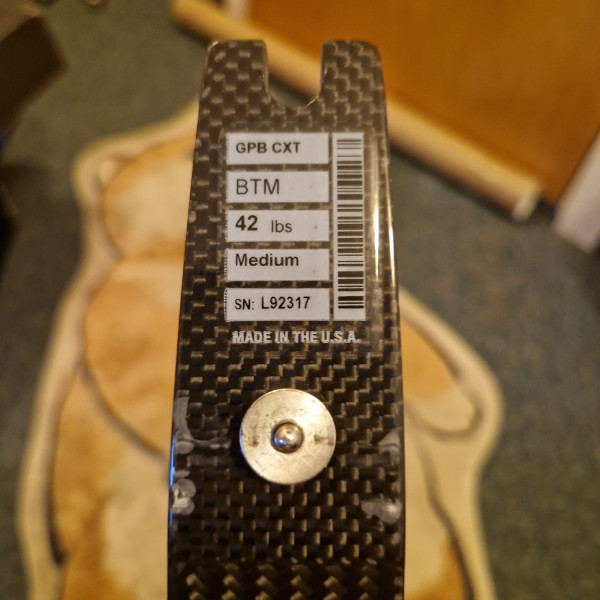 GPB CXT
BTM
42 lbs
Medium
SN: L92317
MADE IN THE U.S.A.